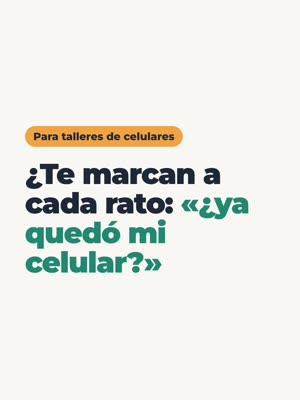 Para talleres de celulares
¿Te marcan a
cada rato: «¿ya
quedó mi
celular?»